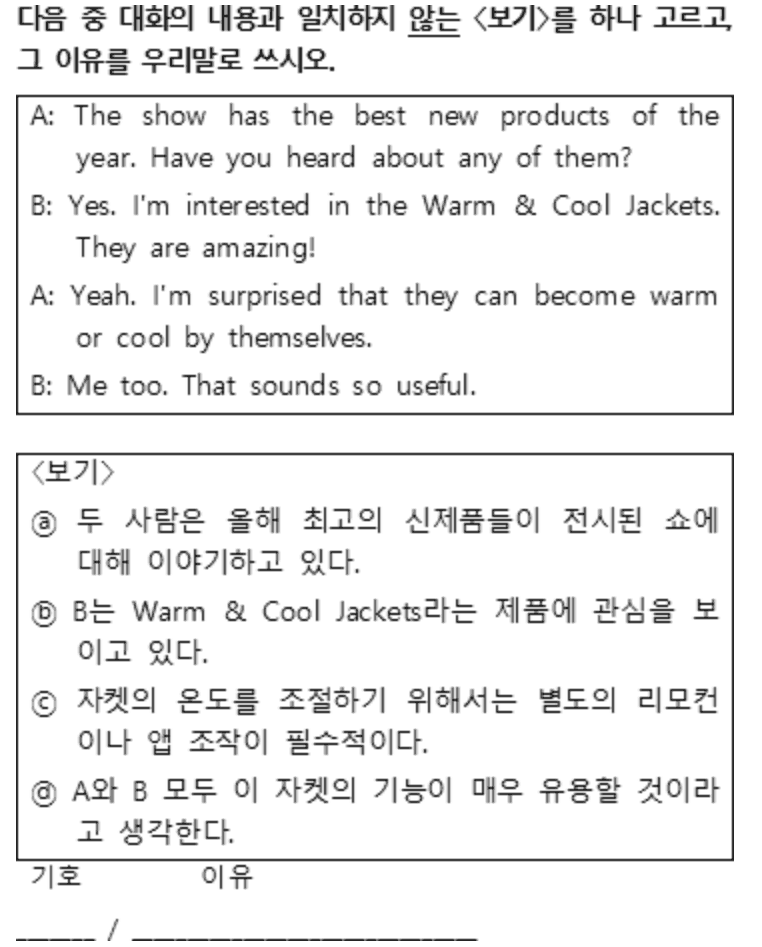 다음 중 대화의 내용과 일치하지 않는 <보기>를 하나 고르고,
그 이유를 우리말로 쓰시오.
A: The show has the best new products of the
year. Have you heard about any of them?
B: Yes. I'm interested in the Warm & Cool Jackets.
They are amazing!
A: Yeah. I'm surprised that they can become warm
or cool by themselves.
B: Me too. That sounds so useful.
<보기>
ⓐ 두 사람은 올해 최고의 신제품들이 전시된 쇼에
대해 이야기하고 있다.
ⓑ B는 Warm & Cool Jackets라는 제품에 관심을 보
이고 있다.
ⓒ 자켓의 온도를 조절하기 위해서는 별도의 리모컨
이나 앱 조작이 필수적이다.
ⓓ A와 B 모두 이 자켓의 기능이 매우 유용할 것이라
고 생각한다.
기호 이유
/